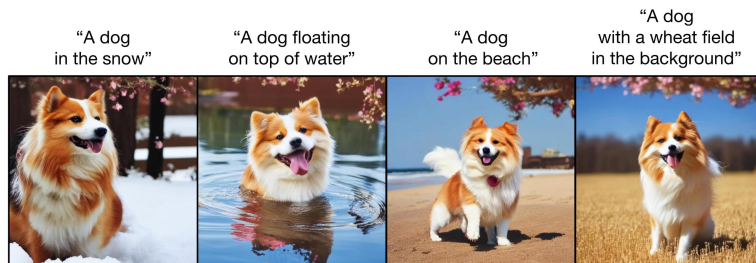 “A dog
in the snow”
“A dog floating
on top of water”
“A dog
on the beach”
“A dog
with a wheat field
in the background”